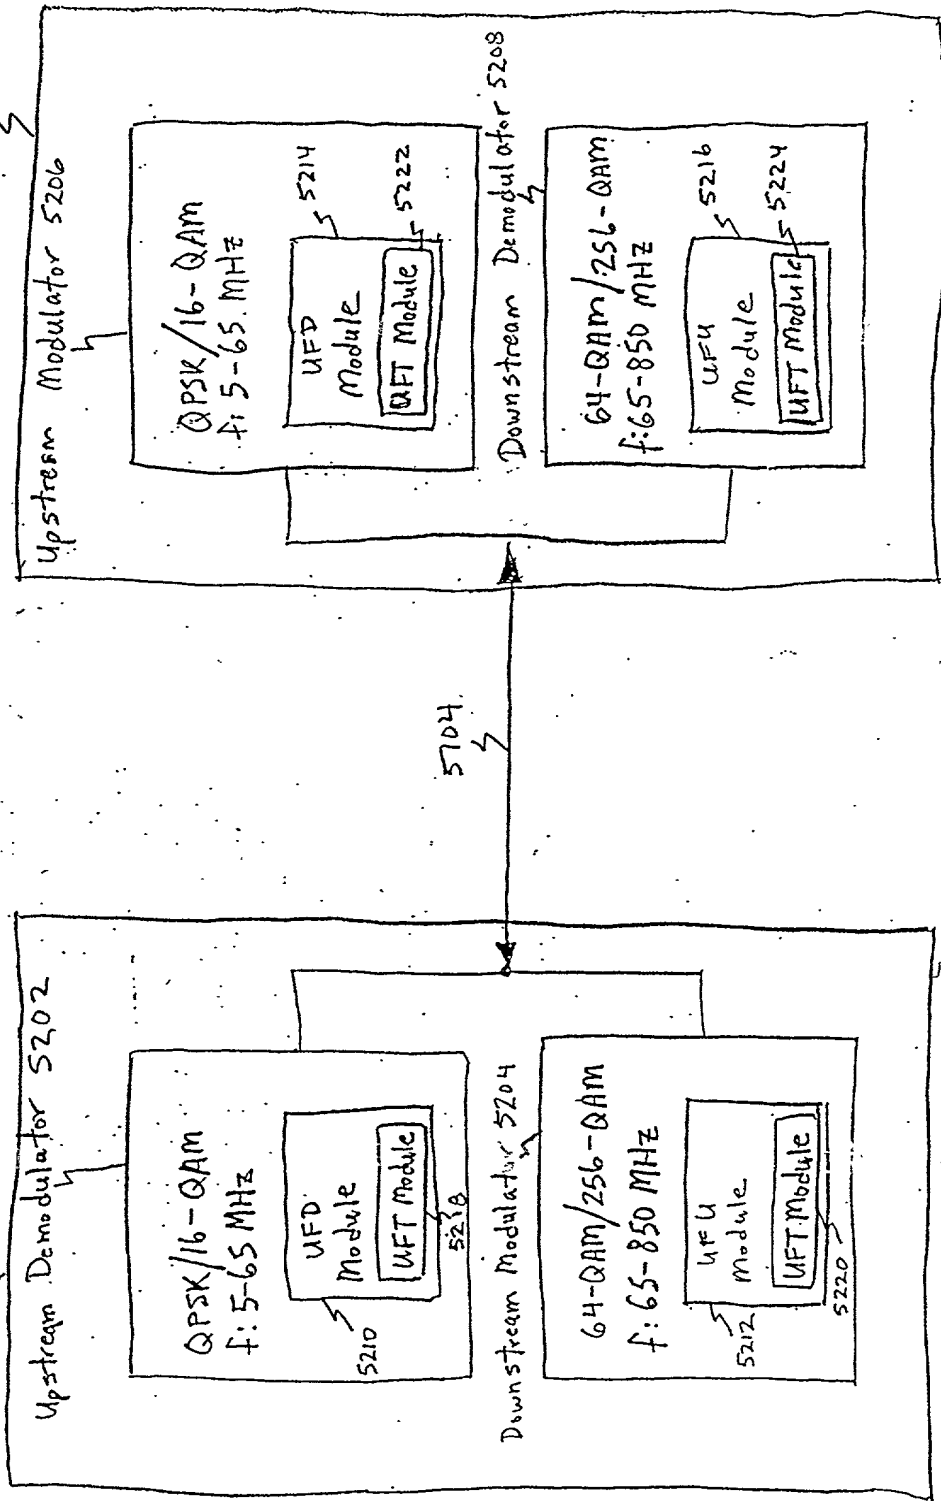 Upstream Demodulator 5202
QPSK/16-QAM
f: 5-65 MHz
UFD
Module
UFT Module
5210
5218
Downstream Modulator 5204
64-QAM/256-QAM
f: 65-850 MHz
UFU
Module
UFT Module
5212
5220
5104
Upstream Modulator 5206
QPSK/16-QAM
f: 5-65 MHz
UFD
Module
UFT Module
5214
5222
Downstream Demodulator 5208
64-QAM/256-QAM
f: 65-850 MHz
UFU
Module
UFT Module
5216
5224